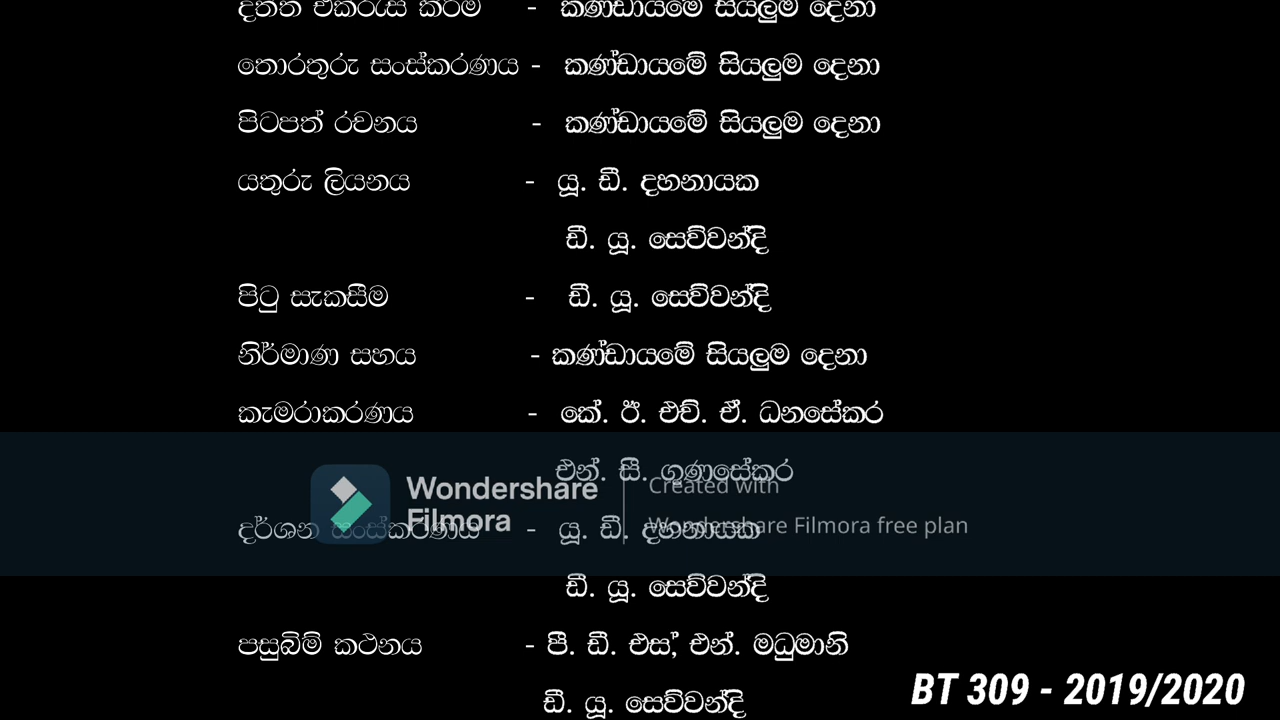 දත්ත එකරැස් කිරීම - කණ්ඩායමේ සියලුම දෙනා
තොරතුරු සංස්කරණය - කණ්ඩායමේ සියලුම දෙනා
පිටපත් රචනය - කණ්ඩායමේ සියලුම දෙනා
යතුරු ලියනය - යූ. ඩී. දහනායක
ඩී. යූ. සෙව්වන්දි
පිටු සැකසීම - ඩී. යූ. සෙව්වන්දි
නිර්මාණ සහය - කණ්ඩායමේ සියලුම දෙනා
කැමරාකරණය - කේ. ඊ. එච්. ඒ. ධනසේකර
එන්. සී. ගුණසේකර
Wondershare Filmora
Created with
Wondershare Filmora free plan
දර්ශන සංස්කරණය - යූ. ඩී. දහනායක
ඩී. යූ. සෙව්වන්දි
පසුබිම් කථනය - පී. ඩී. එස්, එන්. මධුමානි
ඩී. යූ. සෙව්වන්දි
BT 309 - 2019/2020